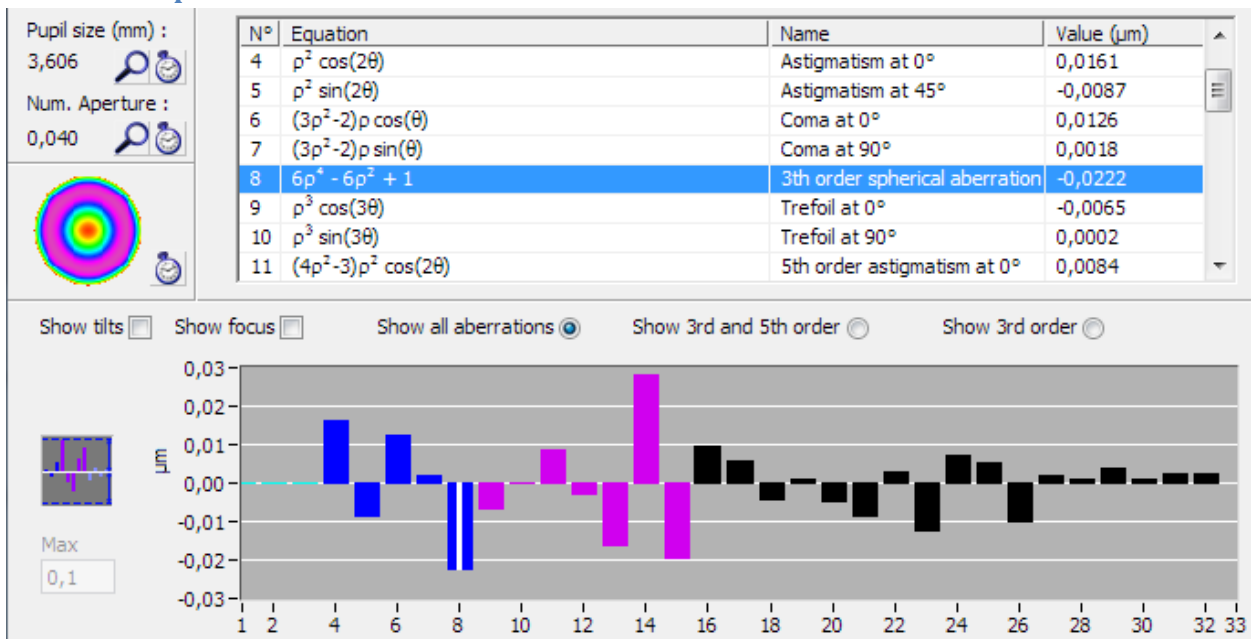 Pupil size (mm) :
3,606
Num. Aperture :
0,040
N° Equation Name Value (µm)
4 ρ² cos(2θ) Astigmatism at 0° 0,0161
5 ρ² sin(2θ) Astigmatism at 45° -0,0087
6 (3ρ²-2)ρ cos(θ) Coma at 0° 0,0126
7 (3ρ²-2)ρ sin(θ) Coma at 90° 0,0018
8 6ρ⁴ - 6ρ² + 1 3th order spherical aberration -0,0222
9 ρ³ cos(3θ) Trefoil at 0° -0,0065
10 ρ³ sin(3θ) Trefoil at 90° 0,0002
11 (4ρ²-3)ρ² cos(2θ) 5th order astigmatism at 0° 0,0084
Show tilts Show focus Show all aberrations Show 3rd and 5th order Show 3rd order
0,03
0,02
0,01
0,00
-0,01
-0,02
-0,03
µm
Max
0,1
1 2 4 6 8 10 12 14 16 18 20 22 24 26 28 30 32 33